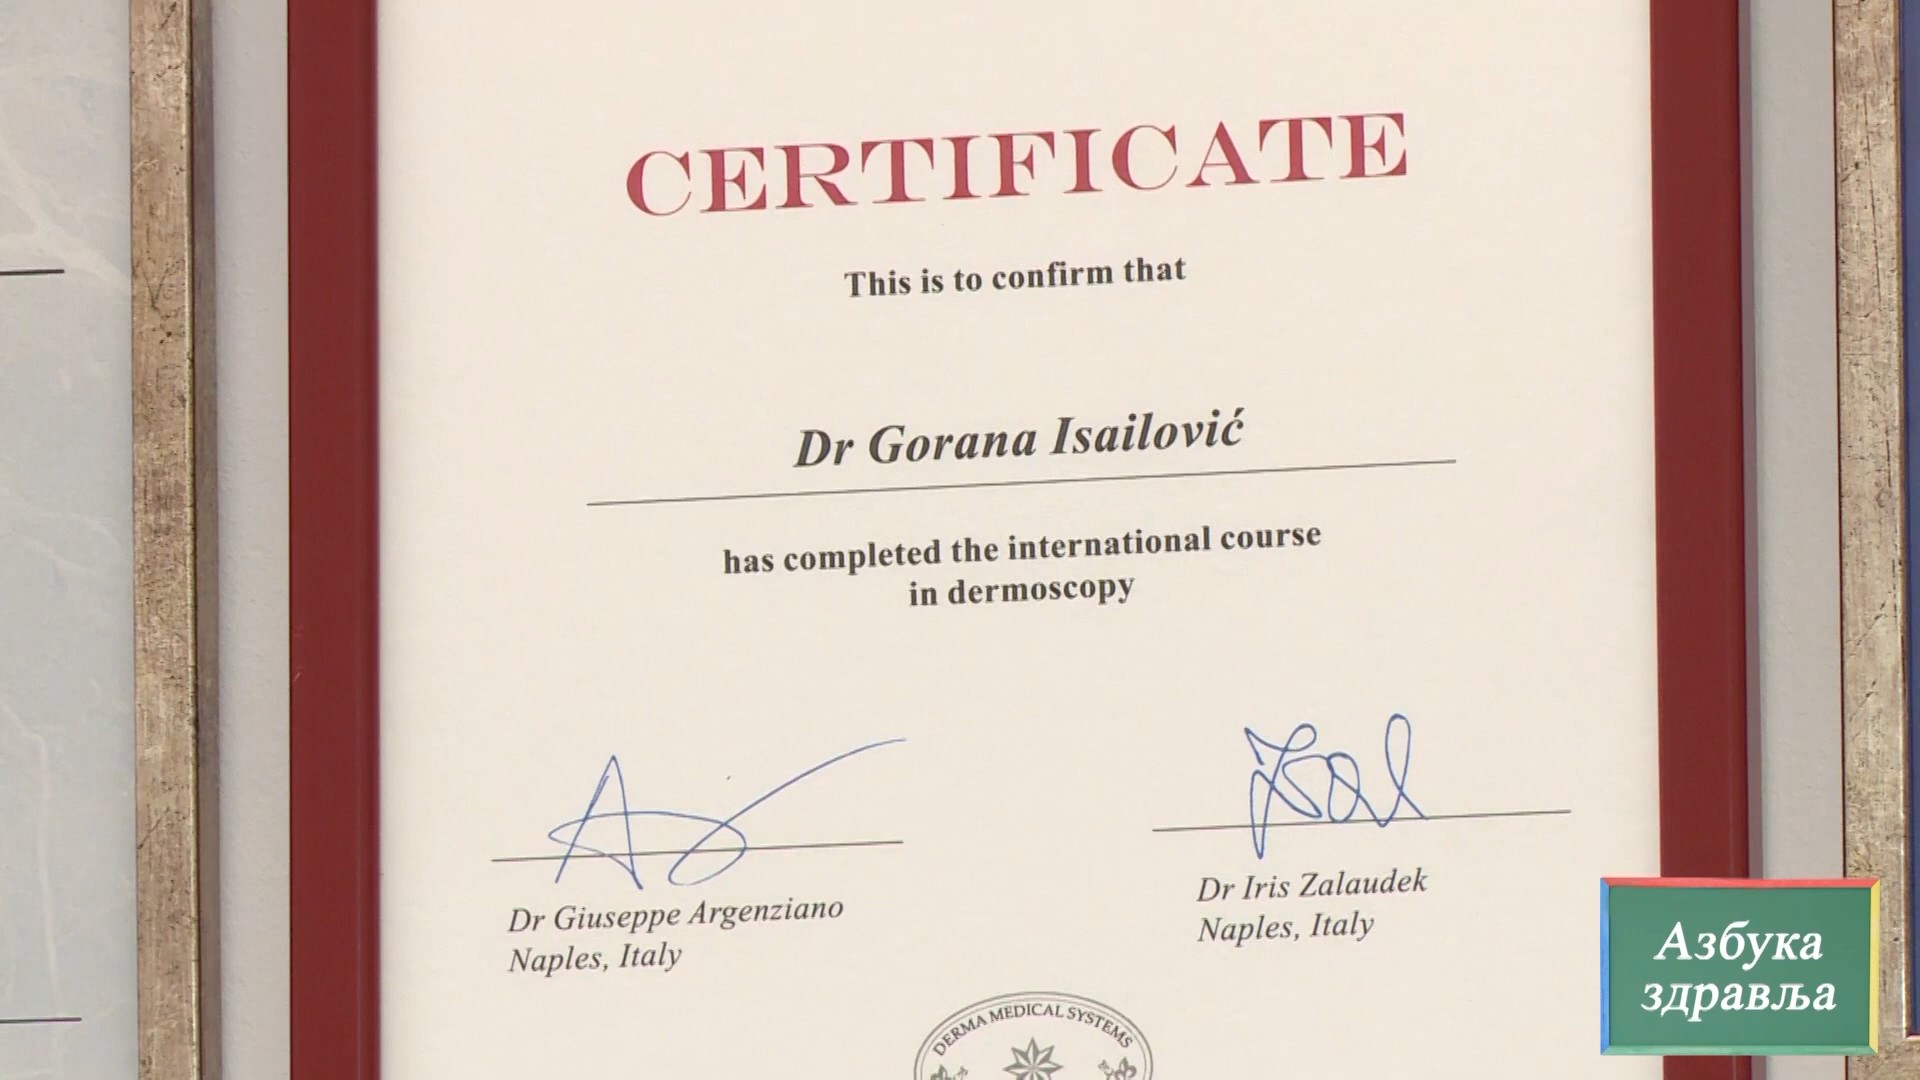 CERTIFICATE
This is to confirm that
Dr Gorana Isailović
has completed the international course
in dermoscopy
Dr Giuseppe Argenziano
Naples, Italy
Dr Iris Zalaudek
Naples, Italy
DERMA MEDICAL SYSTEMS
Азбука
здравља